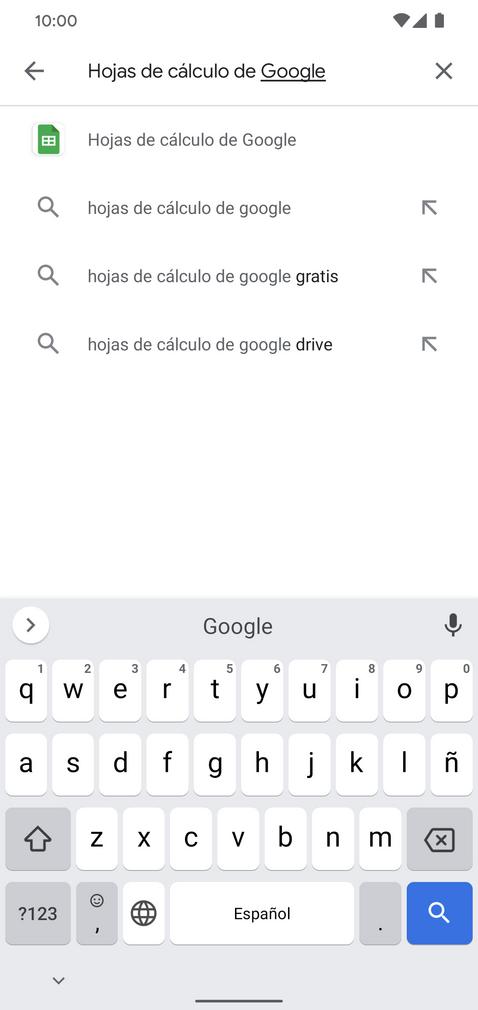 10:00
Hojas de cálculo de Google
Hojas de cálculo de Google
hojas de cálculo de google
hojas de cálculo de google gratis
hojas de cálculo de google drive
Google
1 2 3 4 5 6 7 8 9 0
q w e r t y u i o p
a s d f g h j k l ñ
z x c v b n m
?123 , Español .